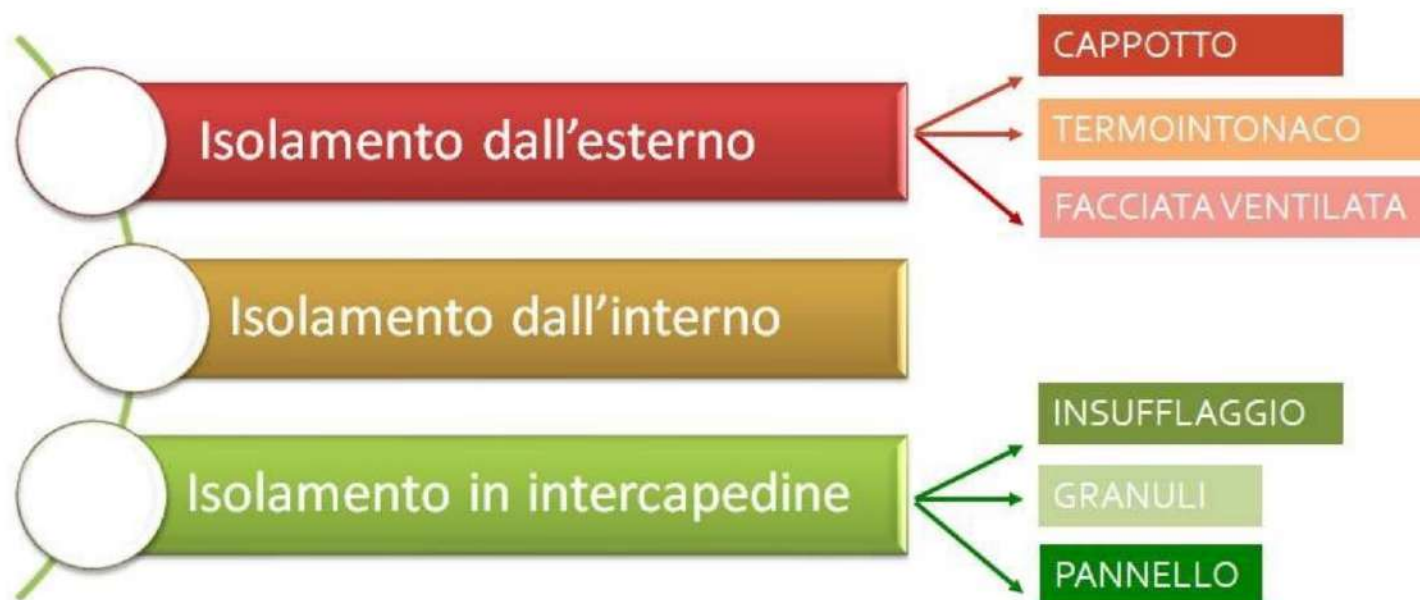 Isolamento dall'esterno
CAPPOTTO
TERMOINTONACO
FACCIATA VENTILATA
Isolamento dall'interno
Isolamento in intercapedine
INSUFFLAGGIO
GRANULI
PANNELLO